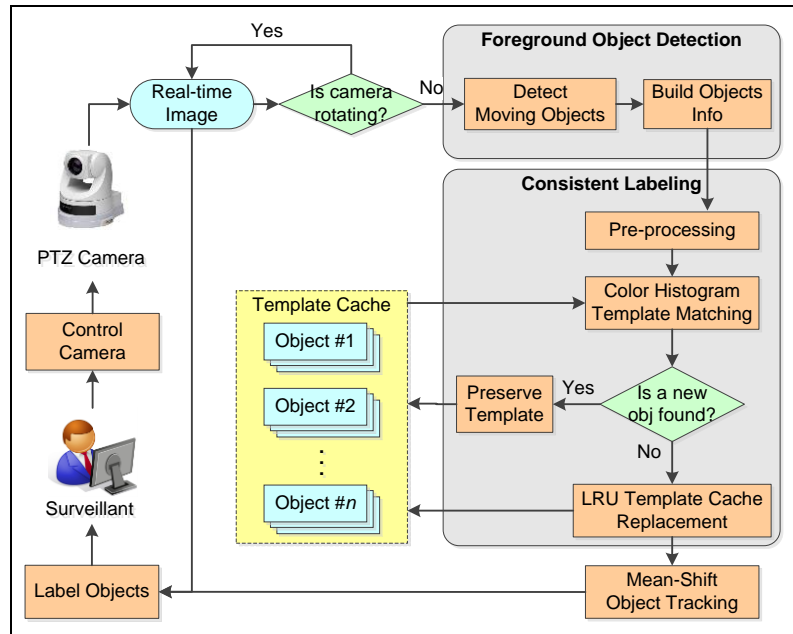 Yes
Foreground Object Detection
Real-time
Image
Is camera
rotating?
No
Detect
Moving Objects
Build Objects
Info
Consistent Labeling
Pre-processing
PTZ Camera
Color Histogram
Template Matching
Template Cache
Control
Camera
Object #1
Object #2
Preserve
Template
Yes
Is a new
obj found?
No
Surveillant
Object #n
LRU Template Cache
Replacement
Label Objects
Mean-Shift
Object Tracking